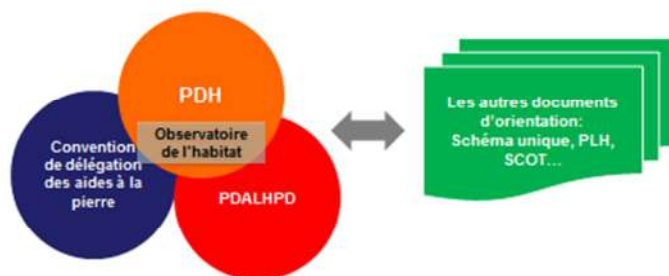 PDH
Observatoire
de l'habitat
Convention
de délégation
des aides à la
pierre
PDALHPD
Les autres documents
d'orientation:
Schéma unique, PLH,
SCOT...